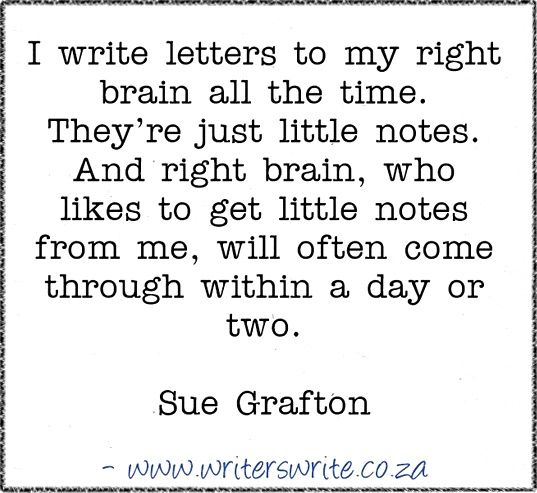 I write letters to my right
brain all the time.
They're just little notes.
And right brain, who
likes to get little notes
from me, will often come
through within a day or
two.
Sue Grafton
- www.writerswrite.co.za